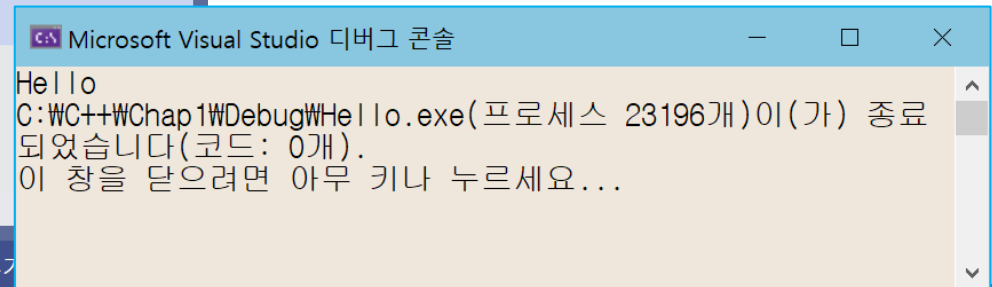 Microsoft Visual Studio 디버그 콘솔
Hello
C:₩C++₩Chap1₩Debug₩Hello.exe(프로세스 23196개)이(가) 종료
되었습니다(코드: 0개).
이 창을 닫으려면 아무 키나 누르세요...